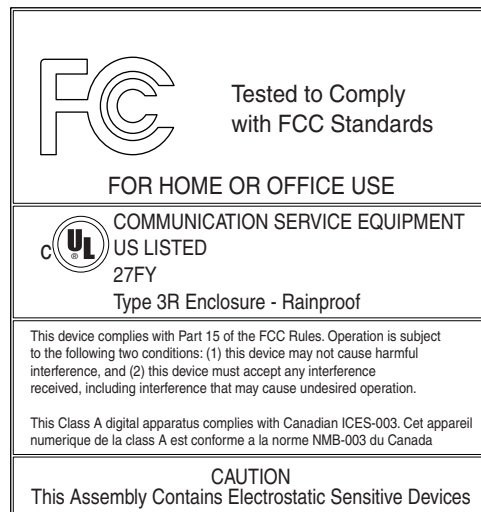 FC
Tested to Comply
with FCC Standards
FOR HOME OR OFFICE USE
COMMUNICATION SERVICE EQUIPMENT
C UL ® US LISTED
27FY
Type 3R Enclosure - Rainproof
This device complies with Part 15 of the FCC Rules. Operation is subject
to the following two conditions: (1) this device may not cause harmful
interference, and (2) this device must accept any interference
received, including interference that may cause undesired operation.
This Class A digital apparatus complies with Canadian ICES-003. Cet appareil
numerique de la class A est conforme a la norme NMB-003 du Canada
CAUTION
This Assembly Contains Electrostatic Sensitive Devices